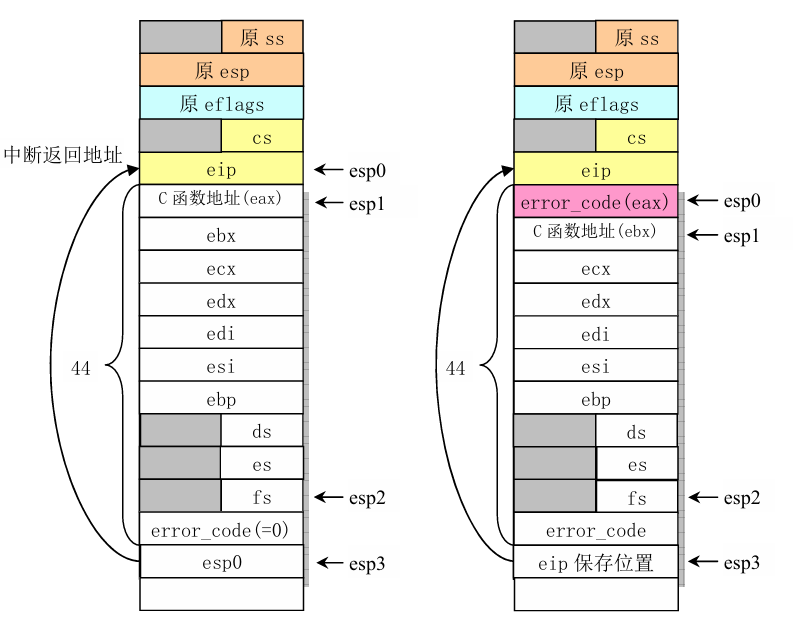 原 ss
原 esp
原 eflags
cs
中断返回地址
eip
esp0
C 函数地址(eax)
esp1
ebx
ecx
edx
edi
44
esi
ebp
ds
es
fs
esp2
error_code(=0)
esp0
esp3
原 ss
原 esp
原 eflags
cs
eip
error_code(eax)
esp0
C 函数地址(ebx)
esp1
ecx
edx
edi
44
esi
ebp
ds
es
fs
esp2
error_code
eip 保存位置
esp3